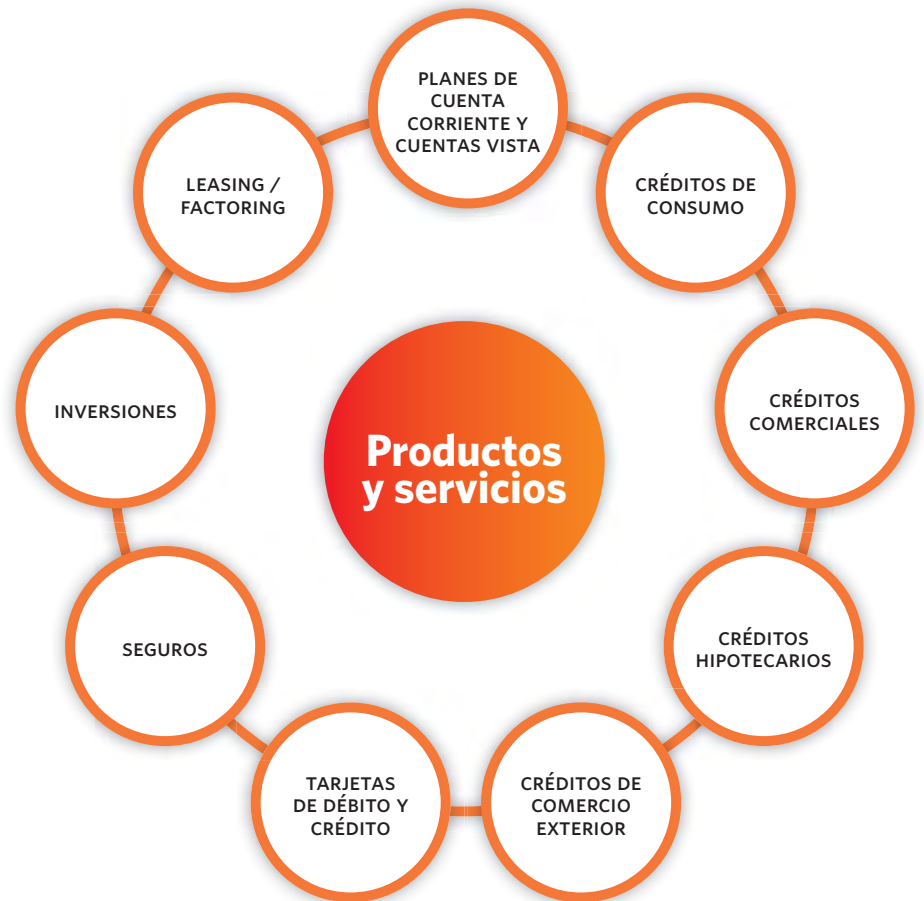 PLANES DE
CUENTA
CORRIENTE Y
CUENTAS VISTA
CRÉDITOS DE
CONSUMO
CRÉDITOS
COMERCIALES
CRÉDITOS
HIPOTECARIOS
CRÉDITOS DE
COMERCIO
EXTERIOR
TARJETAS
DE DÉBITO Y
CRÉDITO
SEGUROS
INVERSIONES
LEASING /
FACTORING
Productos
y servicios